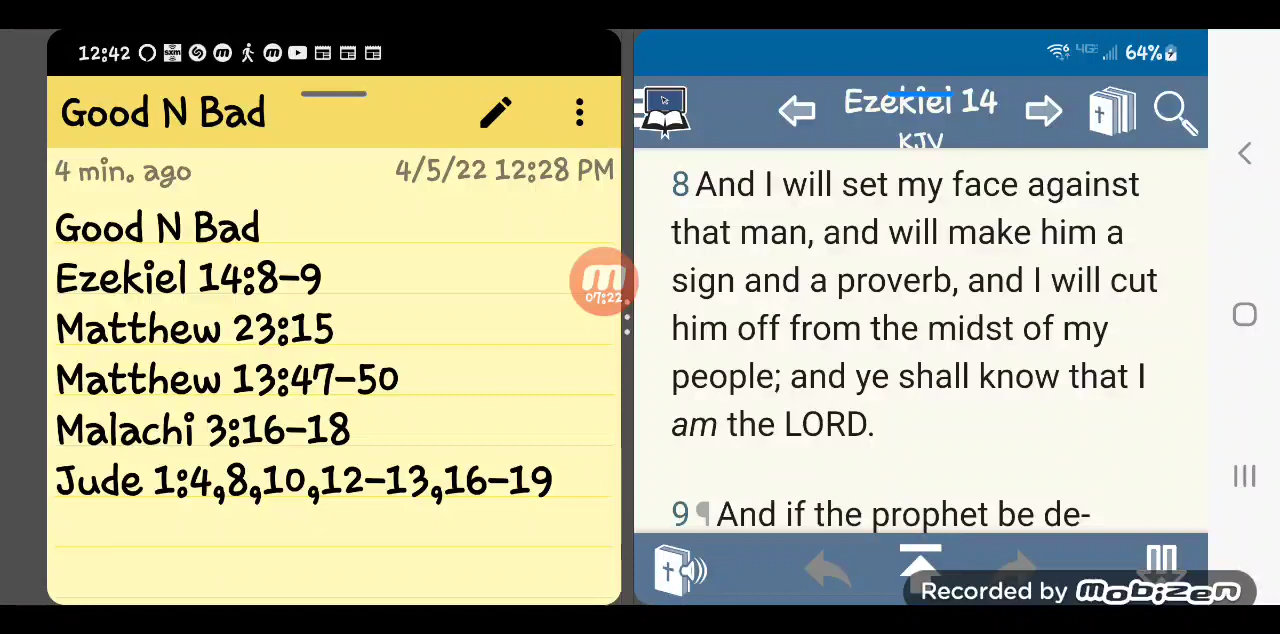 12:42
Good N Bad
4 min. ago 4/5/22 12:28 PM
Good N Bad
Ezekiel 14:8-9
Matthew 23:15
Matthew 13:47-50
Malachi 3:16-18
Jude 1:4,8,10,12-13,16-19
07:22
4G 64%
Ezekiel 14
KJV
8 And I will set my face against
that man, and will make him a
sign and a proverb, and I will cut
him off from the midst of my
people; and ye shall know that I
am the LORD.
9 ¶ And if the prophet be de-
Recorded by MOBIZEN